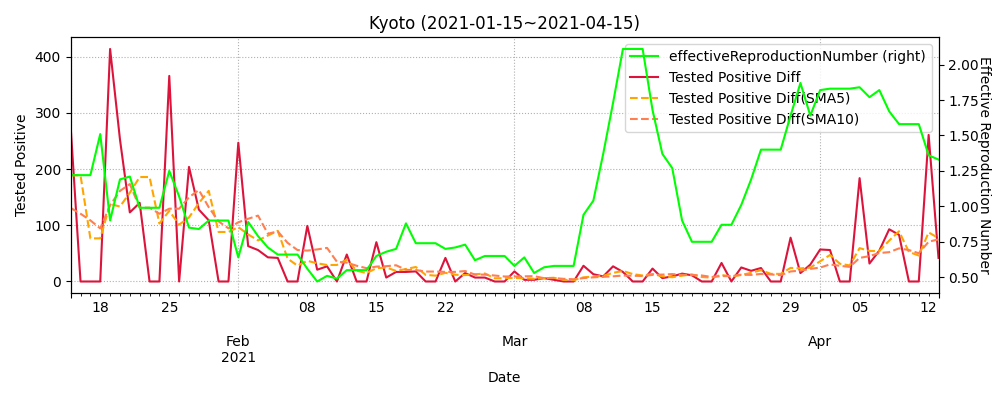 Kyoto (2021-01-15~2021-04-15)
effectiveReproductionNumber (right)
Tested Positive Diff
Tested Positive Diff(SMA5)
Tested Positive Diff(SMA10)
Tested Positive
400
300
200
100
0
Effective Reproduction Number
2.00
1.75
1.50
1.25
1.00
0.75
0.50
18 25 08 15 22 08 15 22 29 05 12
Feb Mar Apr
2021
Date